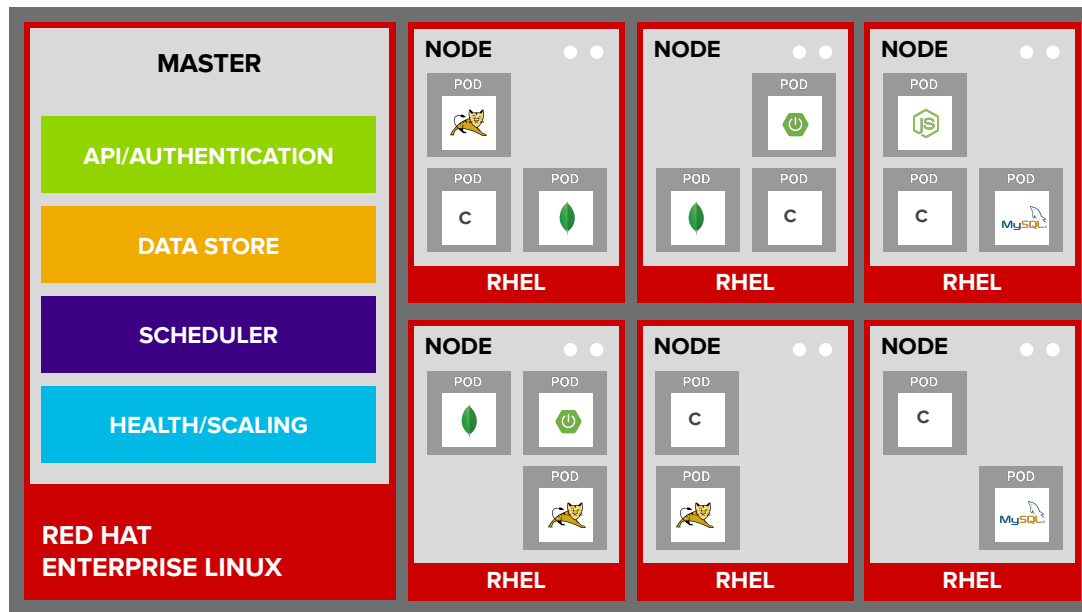 MASTER
API/AUTHENTICATION
DATA STORE
SCHEDULER
HEALTH/SCALING
RED HAT
ENTERPRISE LINUX
NODE
POD
POD
C
POD
RHEL
NODE
POD
POD
POD
C
RHEL
NODE
POD
JS
POD
C
POD
MySQL
RHEL
NODE
POD
POD
POD
RHEL
NODE
POD
C
POD
RHEL
NODE
POD
C
POD
MySQL
RHEL